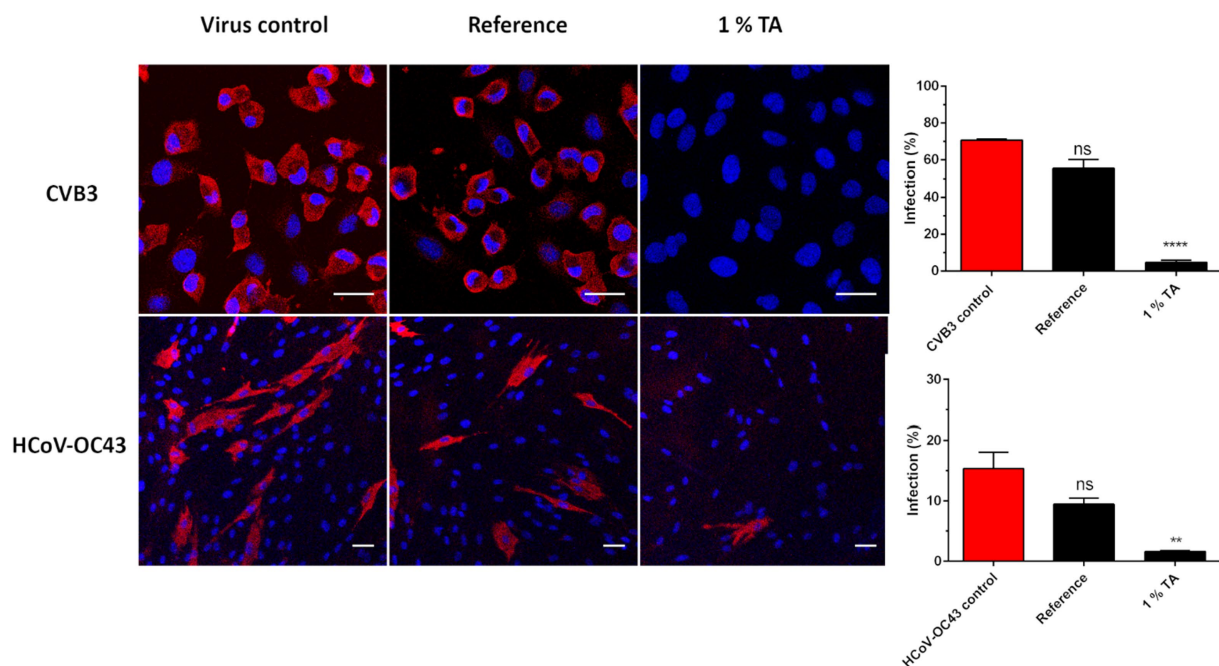 Virus control
Reference
1 % TA
CVB3
HCoV-OC43
Infection (%)
100
80
60
40
20
0
ns
****
CVB3 control
Reference
1 % TA
Infection (%)
30
20
10
0
ns
**
HCoV-OC43 control
Reference
1 % TA